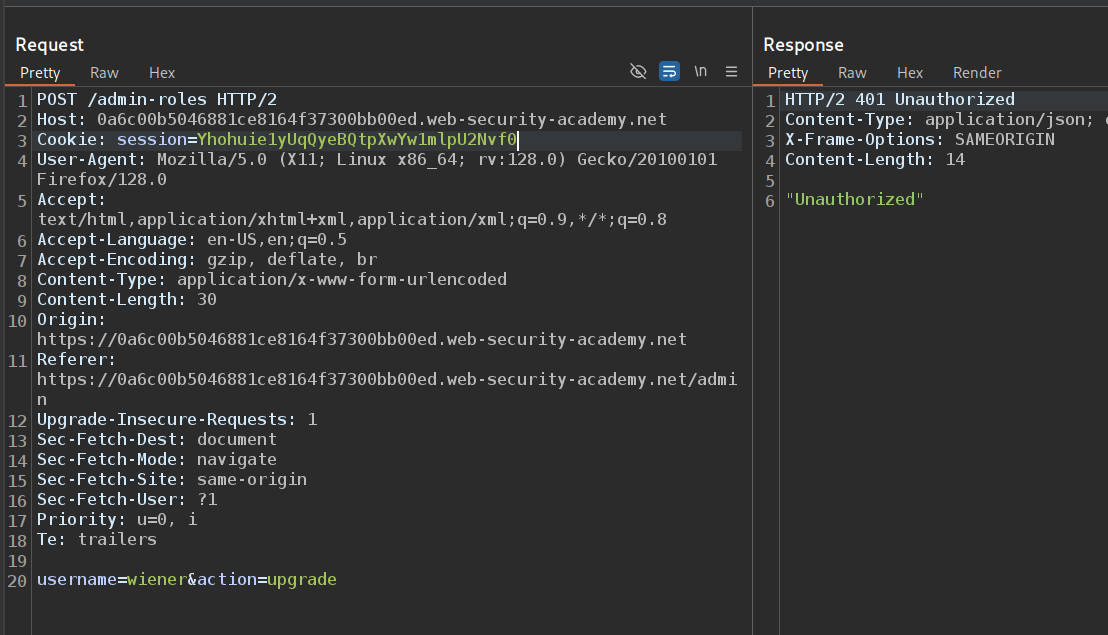 Request
Pretty Raw Hex \n
1 POST /admin-roles HTTP/2
2 Host: 0a6c00b5046881ce8164f37300bb00ed.web-security-academy.net
3 Cookie: session=Yhohuie1yUqQyeBQtpXwYw1mlpU2Nvf0
4 User-Agent: Mozilla/5.0 (X11; Linux x86_64; rv:128.0) Gecko/20100101
Firefox/128.0
5 Accept:
text/html,application/xhtml+xml,application/xml;q=0.9,*/*;q=0.8
6 Accept-Language: en-US,en;q=0.5
7 Accept-Encoding: gzip, deflate, br
8 Content-Type: application/x-www-form-urlencoded
9 Content-Length: 30
10 Origin:
https://0a6c00b5046881ce8164f37300bb00ed.web-security-academy.net
11 Referer:
https://0a6c00b5046881ce8164f37300bb00ed.web-security-academy.net/admi
n
12 Upgrade-Insecure-Requests: 1
13 Sec-Fetch-Dest: document
14 Sec-Fetch-Mode: navigate
15 Sec-Fetch-Site: same-origin
16 Sec-Fetch-User: ?1
17 Priority: u=0, i
18 Te: trailers
19
20 username=wiener&action=upgrade
Response
Pretty Raw Hex Render
1 HTTP/2 401 Unauthorized
2 Content-Type: application/json;
3 X-Frame-Options: SAMEORIGIN
4 Content-Length: 14
5
6 "Unauthorized"